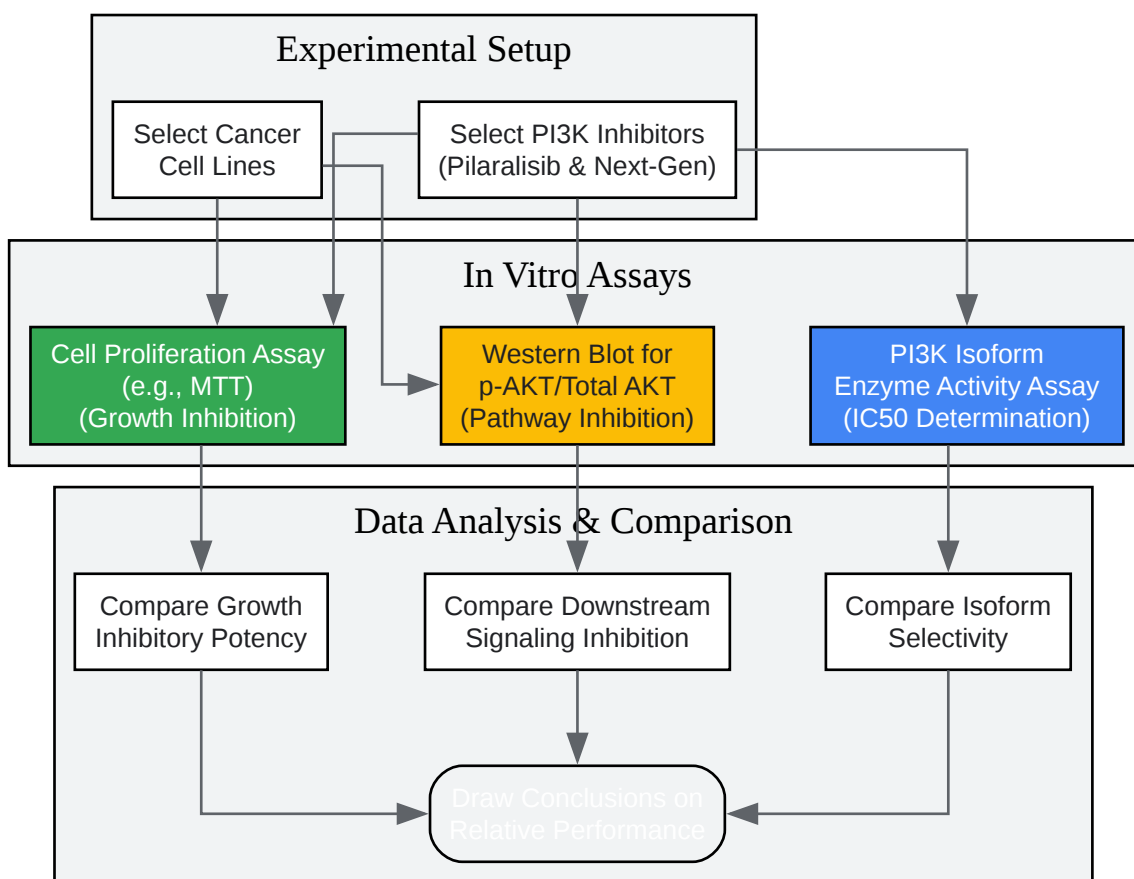 Experimental Setup
Select Cancer
Cell Lines
Select PI3K Inhibitors
(Pilaralisib & Next-Gen)
In Vitro Assays
Cell Proliferation Assay
(e.g., MTT)
(Growth Inhibition)
Western Blot for
p-AKT/Total AKT
(Pathway Inhibition)
PI3K Isoform
Enzyme Activity Assay
(IC50 Determination)
Data Analysis & Comparison
Compare Growth
Inhibitory Potency
Compare Downstream
Signaling Inhibition
Compare Isoform
Selectivity
Draw Conclusions on
Relative Performance